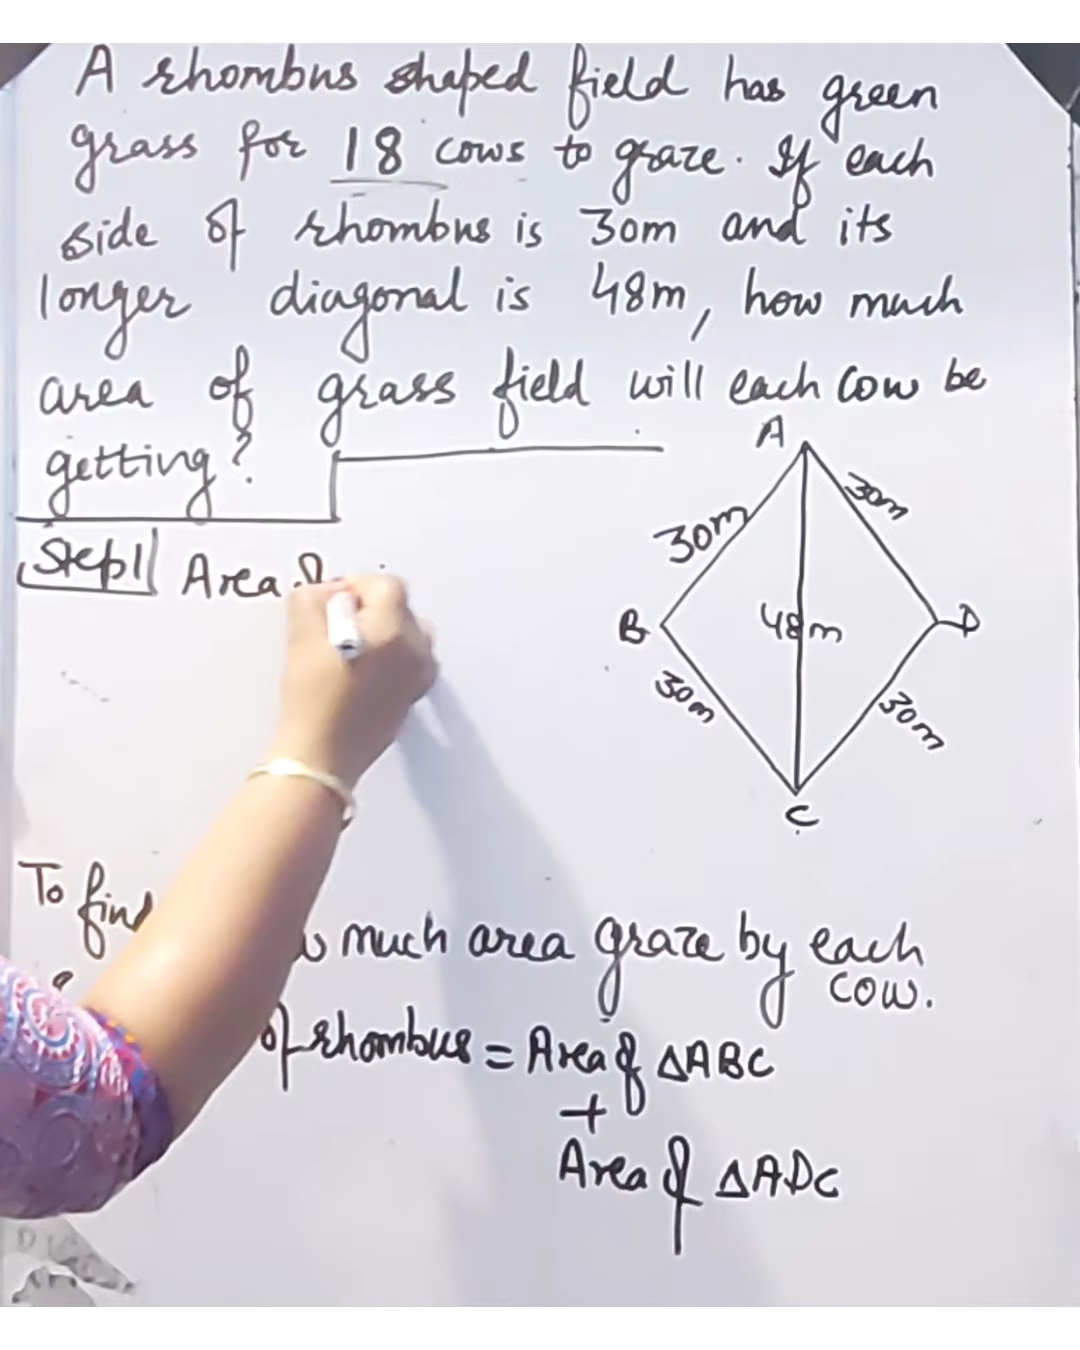 A rhombus shaped field has green
grass for 18 cows to graze. If each
side of rhombus is 30m and its
longer diagonal is 48m, how much
area of grass field will each cow be
getting?
A
30m
30m
B
48m
D
30m
30m
C
Step 1 Area of
To find
much area graze by each
cow.
of rhombus = Area of ΔABC
+
Area of ΔADC